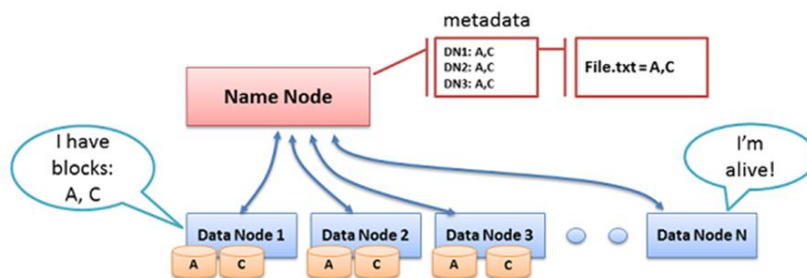 metadata
DN1: A,C
DN2: A,C
DN3: A,C
File.txt = A,C
Name Node
I have
blocks:
A, C
I'm
alive!
Data Node 1
Data Node 2
Data Node 3
Data Node N
A
C
A
C
A
C